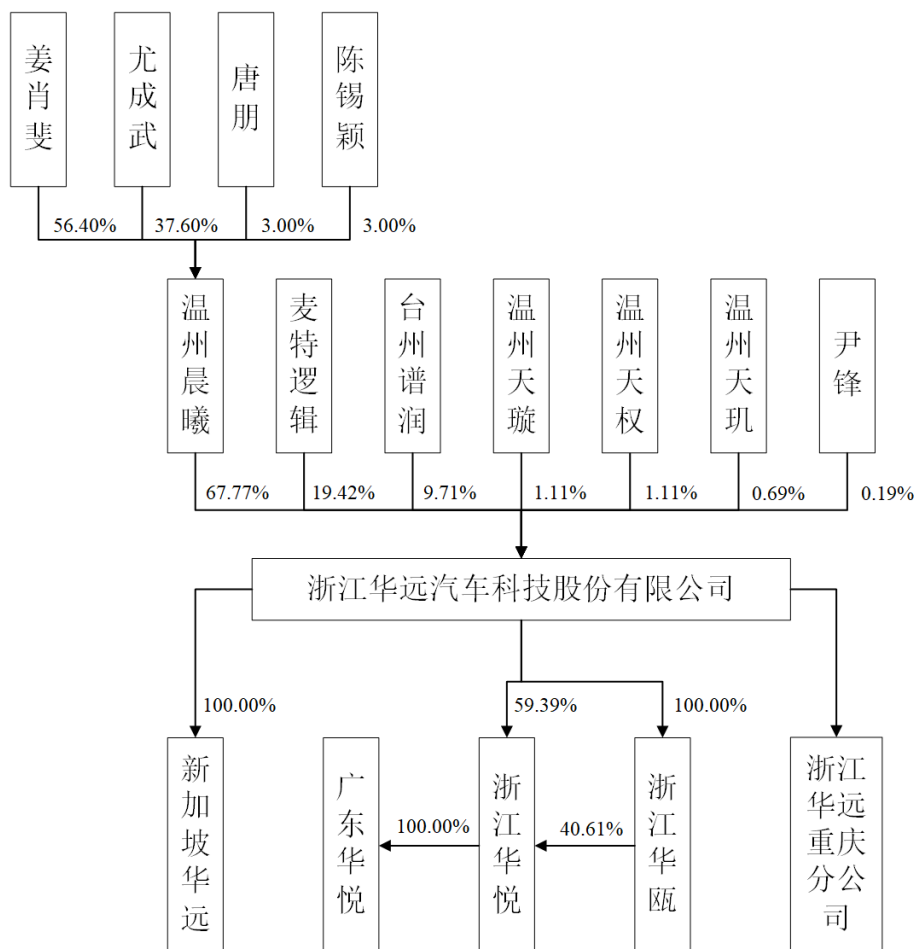 姜肖斐
尤成武
唐朋
陈锡颖
56.40%
37.60%
3.00%
3.00%
温州晨曦
麦特逻辑
台州谱润
温州天璇
温州天权
温州天玑
尹锋
67.77%
19.42%
9.71%
1.11%
1.11%
0.69%
0.19%
浙江华远汽车科技股份有限公司
100.00%
59.39%
100.00%
新加坡华远
广东华悦
100.00%
浙江华悦
40.61%
浙江华瓯
浙江
华远
重庆
分公
司